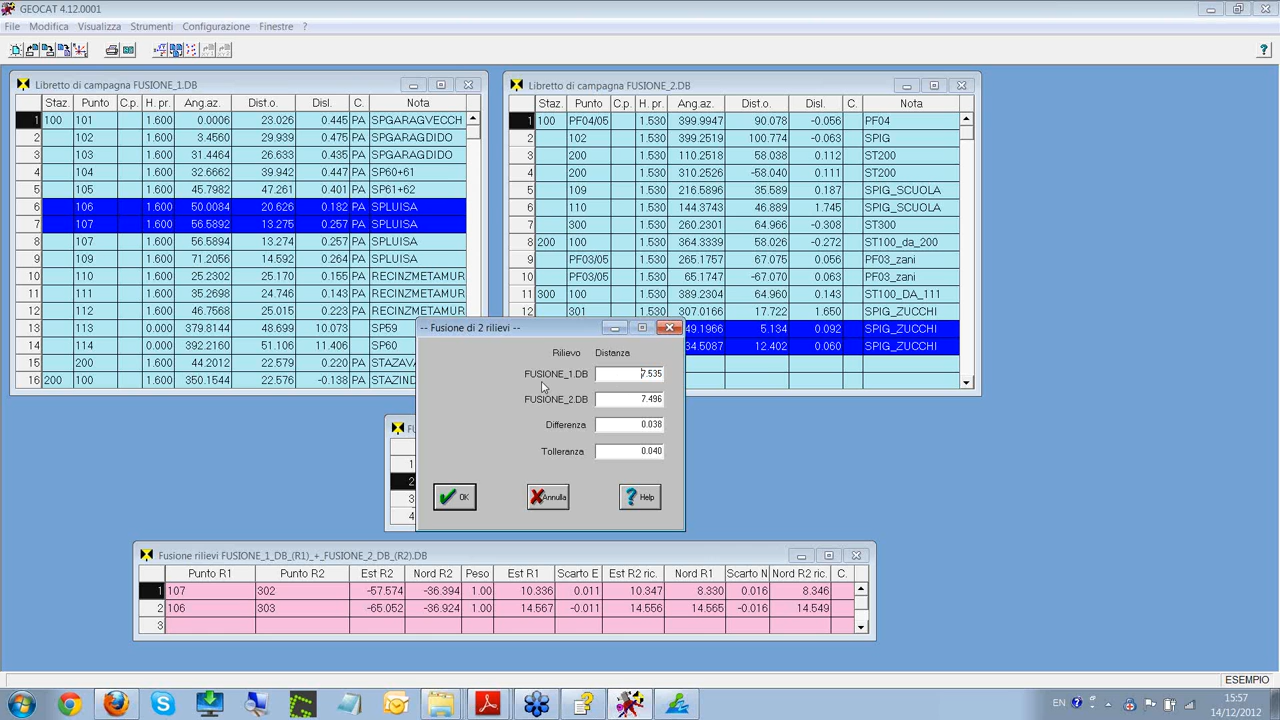 GEOCAT 4.12.0001
File Modifica Visualizza Strumenti Configurazione Finestre ?
Libretto di campagna FUSIONE_1.DB
Staz. Punto C.p. H. pr. Ang.az. Dist.o. Disl. C. Nota
1 100 101 1.600 0.0006 23.026 0.445 PA SPGARAGVECCH
2 102 1.600 3.4560 29.939 0.475 PA SPGARAGDIDO
3 103 1.600 31.4464 26.633 0.435 PA SPGARAGDIDO
4 104 1.600 32.6662 39.942 0.447 PA SP60+61
5 105 1.600 45.7982 47.261 0.401 PA SP61+62
6 106 1.600 50.0084 20.626 0.182 PA SPLUISA
7 107 1.600 56.5892 13.275 0.257 PA SPLUISA
8 107 1.600 56.5894 13.274 0.257 PA SPLUISA
9 109 1.600 71.2056 14.592 0.264 PA SPLUISA
10 110 1.600 25.2302 25.170 0.155 PA RECINZMETAMUR
11 111 1.600 35.2698 24.746 0.143 PA RECINZMETAMUR
12 112 1.600 46.7568 25.015 0.223 PA RECINZMETAMUR
13 113 0.000 379.8144 48.699 10.073 PA SP59
14 114 0.000 392.2160 51.106 11.406 PA SP60
15 200 1.600 44.2012 22.579 0.220 PA STAZAVA
16 200 100 1.600 350.1544 22.576 -0.138 PA STAZIND
Libretto di campagna FUSIONE_2.DB
Staz. Punto C.p. H. pr. Ang.az. Dist.o. Disl. C. Nota
1 100 PF04/05 1.530 399.9947 90.078 -0.056 PF04
2 102 1.530 399.2519 100.774 0.565 SPIG
3 200 1.530 110.2518 58.038 0.112 ST200
4 200 1.530 310.2526 -58.040 0.111 ST200
5 109 1.530 216.5896 35.589 0.187 SPIG_SCUOLA
6 110 1.530 144.3743 46.889 1.745 SPIG_SCUOLA
7 300 1.530 260.2301 64.966 -0.308 ST300
8 200 100 1.530 364.3339 58.026 -0.272 ST100_da_200
9 PF03/05 1.530 265.1757 67.075 0.056 PF03_zani
10 PF03/05 1.530 65.1747 -67.070 0.063 PF03_zani
11 300 100 1.530 389.2304 64.960 0.143 ST100_DA_111
12 301 1.530 307.0166 17.722 1.650 SPIG_ZUCCHI
49.1966 5.134 0.092 SPIG_ZUCCHI
34.5087 12.402 0.060 SPIG_ZUCCHI
-- Fusione di 2 rilievi --
Rilievo Distanza
FUSIONE_1.DB 7.535
FUSIONE_2.DB 7.496
Differenza 0.038
Tolleranza 0.040
OK Annulla Help
1
2
3
4
Fusione rilievi FUSIONE_1_DB_(R1)_+_FUSIONE_2_DB_(R2).DB
Punto R1 Punto R2 Est R2 Nord R2 Peso Est R1 Scarto E Est R2 ric. Nord R1 Scarto N Nord R2 ric. C.
1 107 302 -57.574 -36.394 1.00 10.336 0.011 10.347 8.330 0.016 8.346
2 106 303 -65.052 -36.924 1.00 14.567 -0.011 14.556 14.565 -0.016 14.549
3
ESEMPIO
EN 15:57
14/12/2012